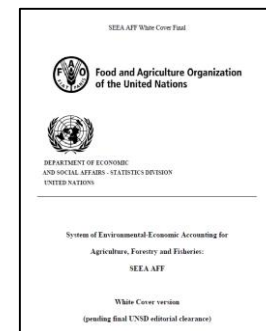 SEEA AFF White Cover Final
Food and Agriculture Organization
of the United Nations
DEPARTMENT OF ECONOMIC
AND SOCIAL AFFAIRS - STATISTICS DIVISION
UNITED NATIONS
System of Environmental-Economic Accounting for
Agriculture, Forestry and Fisheries:
SEEA AFF
White Cover version
(pending final UNSD editorial clearance)